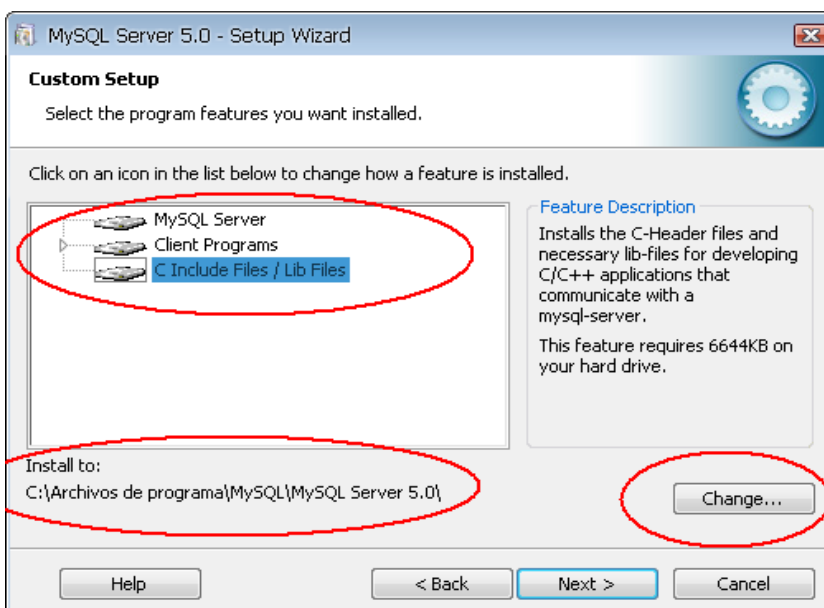 MySQL Server 5.0 - Setup Wizard
Custom Setup
Select the program features you want installed.
Click on an icon in the list below to change how a feature is installed.
MySQL Server
Client Programs
C Include Files / Lib Files
Feature Description
Installs the C-Header files and
necessary lib-files for developing
C/C++ applications that
communicate with a
mysql-server.
This feature requires 6644KB on
your hard drive.
Install to:
C:\Archivos de programa\MySQL\MySQL Server 5.0\
Change...
Help
< Back
Next >
Cancel